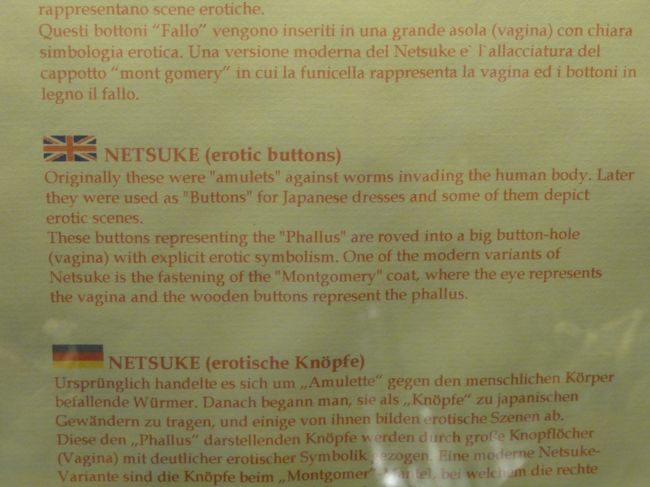 rappresentano scene erotiche.
Questi bottoni “Fallo” vengono inseriti in una grande asola (vagina) con chiara
simbologia erotica. Una versione moderna del Netsuke e` l`allacciatura del
cappotto “mont gomery” in cui la funicella rappresenta la vagina ed i bottoni in
legno il fallo.
NETSUKE (erotic buttons)
Originally these were "amulets" against worms invading the human body. Later
they were used as "Buttons" for Japanese dresses and some of them depict
erotic scenes.
These buttons representing the "Phallus" are roved into a big button-hole
(vagina) with explicit erotic symbolism. One of the modern variants of
Netsuke is the fastening of the "Montgomery" coat, where the eye represents
the vagina and the wooden buttons represent the phallus.
NETSUKE (erotische Knöpfe)
Ursprünglich handelte es sich um „Amulette“ gegen den menschlichen Körper
befallende Würmer. Danach begann man, sie als „Knöpfe“ zu japanischen
Gewändern zu tragen, und einige von ihnen bilden erotische Szenen ab.
Diese den „Phallus“ darstellenden Knöpfe werden durch große Knopflöcher
(Vagina) mit deutlicher erotischer Symbolik gezogen. Eine moderne Netsuke-
Variante sind die Knöpfe beim „Montgomer“-Mantel, bei welchem die rechte